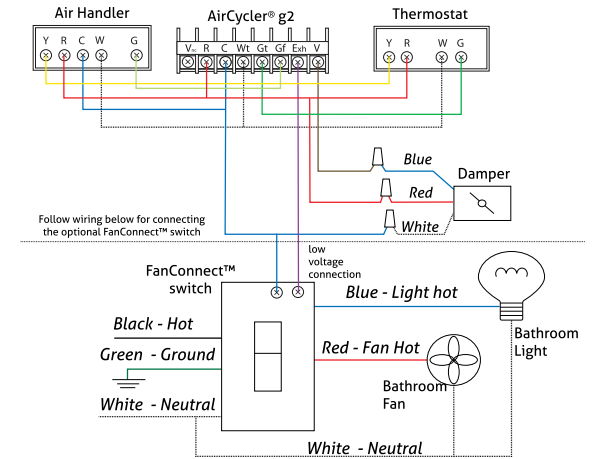 Air Handler
AirCycler® g2
Thermostat
Y R C W G
Vsc R C Wt Gt Gf Exh V
Y R W G
Blue
Damper
Red
White
Follow wiring below for connecting
the optional FanConnect™ switch
low
voltage
connection
FanConnect™
switch
Blue - Light hot
Black - Hot
Bathroom
Light
Red - Fan Hot
Green - Ground
Bathroom
Fan
White - Neutral
White - Neutral